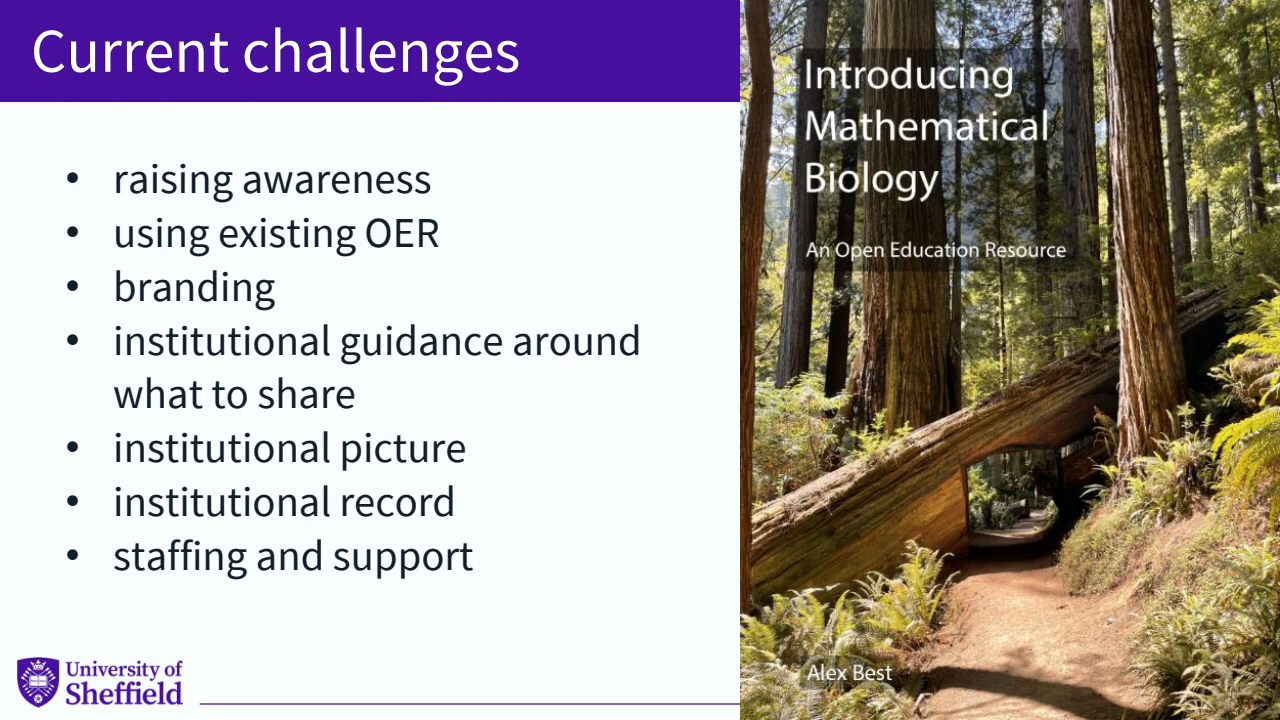 Current challenges
• raising awareness
• using existing OER
• branding
• institutional guidance around
what to share
• institutional picture
• institutional record
• staffing and support
University of
Sheffield
Introducing
Mathematical
Biology
An Open Education Resource
Alex Best